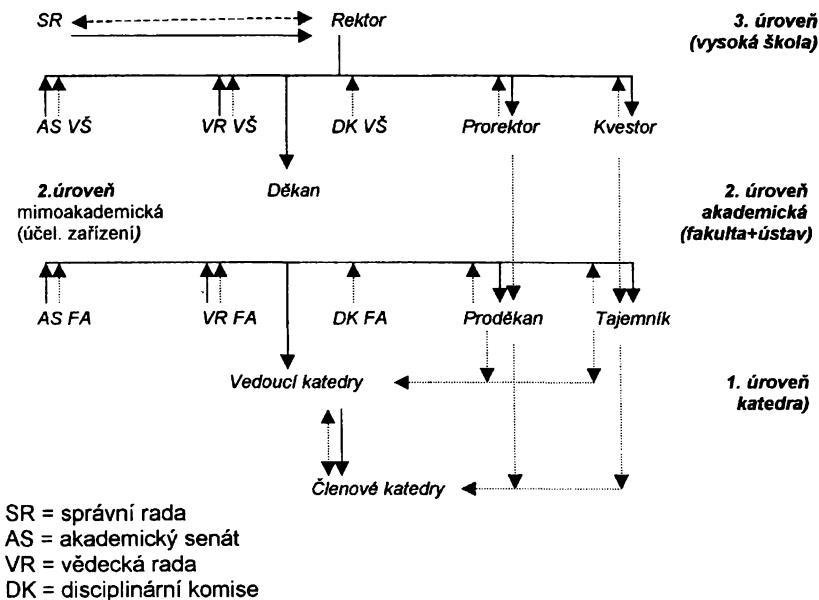 SR Rektor 3. úroveň
(vysoká škola)
AS VŠ VR VŠ DK VŠ Prorektor Kvestor
2.úroveň Děkan 2. úroveň
mimoakademická akademická
(účel. zařízení) (fakulta+ústav)
AS FA VR FA DK FA Proděkan Tajemník
Vedoucí katedry 1. úroveň
katedra)
Členové katedry
SR = správní rada
AS = akademický senát
VR = vědecká rada
DK = disciplinární komise